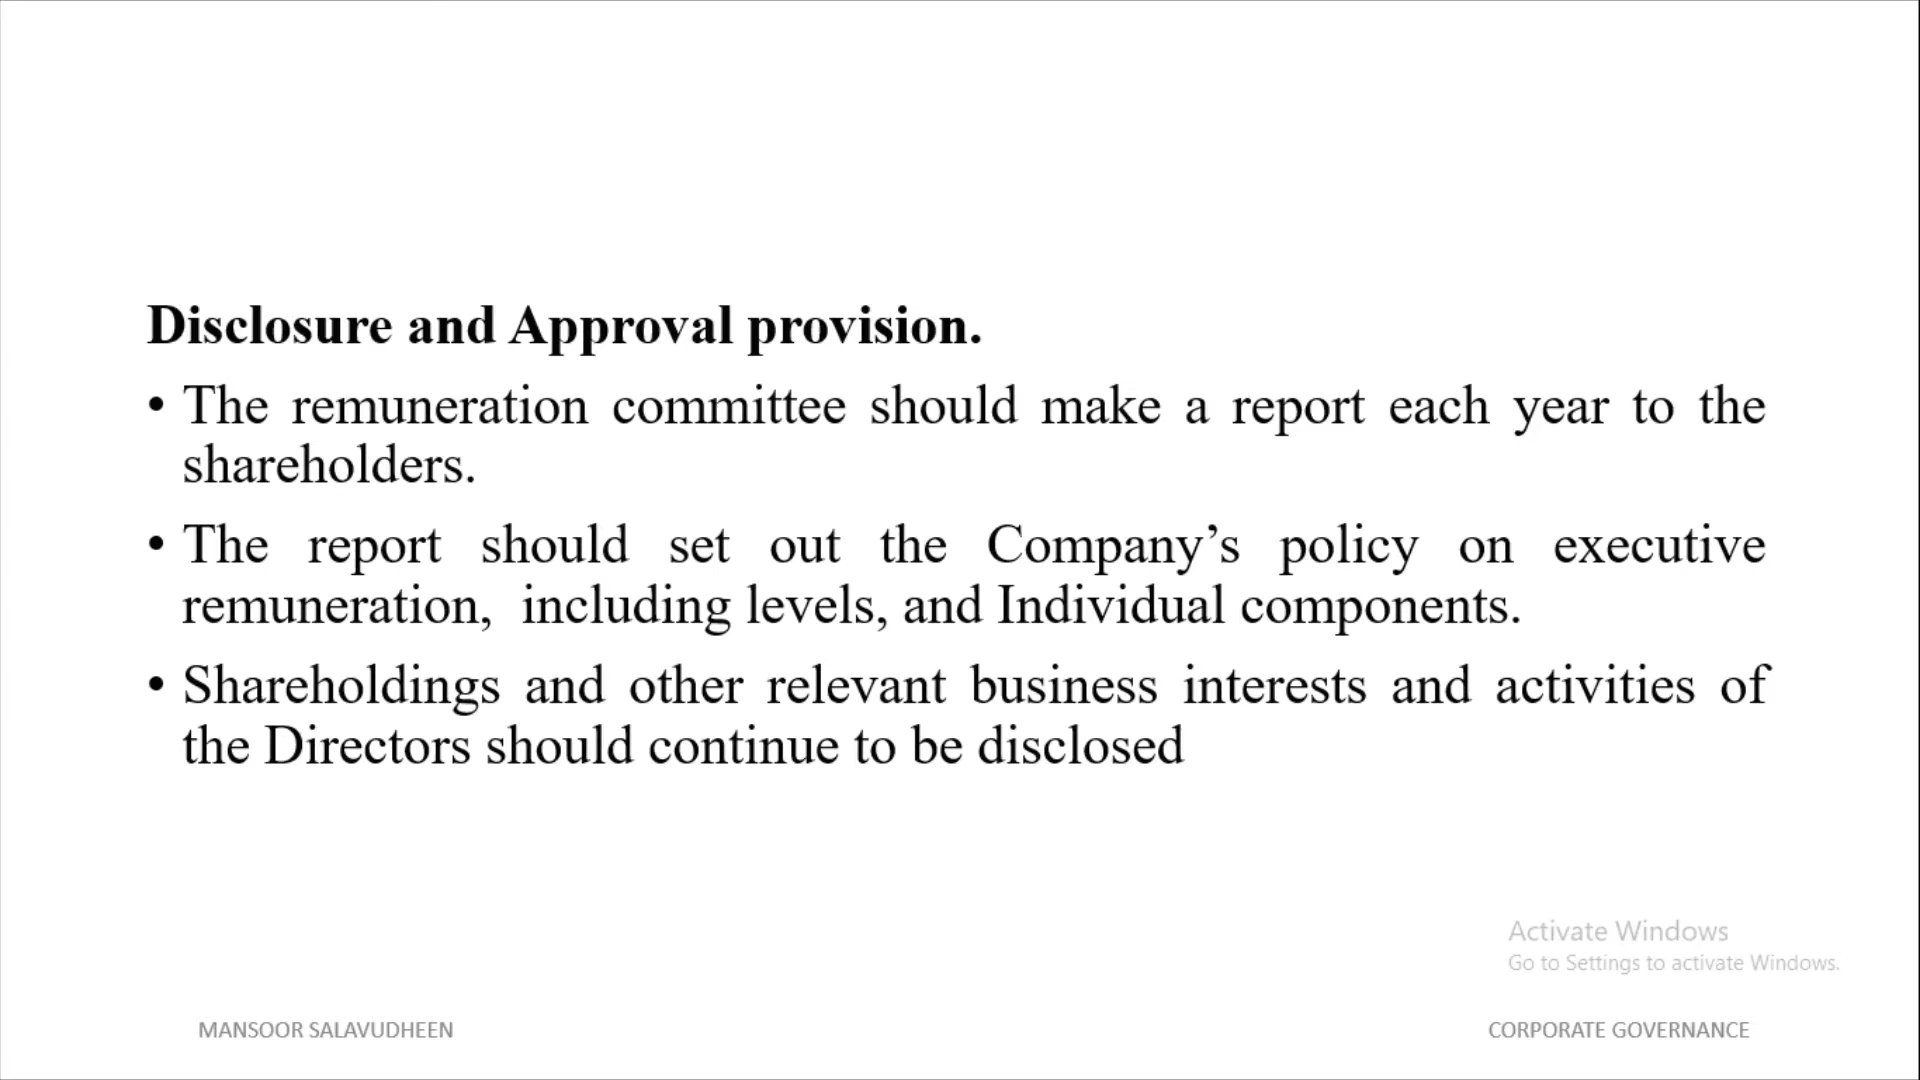 Disclosure and Approval provision.
• The remuneration committee should make a report each year to the
shareholders.
• The report should set out the Company’s policy on executive
remuneration,  including levels, and Individual components.
• Shareholdings and other relevant business interests and activities of
the Directors should continue to be disclosed
Activate Windows
Go to Settings to activate Windows.
MANSOOR SALAVUDHEEN
CORPORATE GOVERNANCE